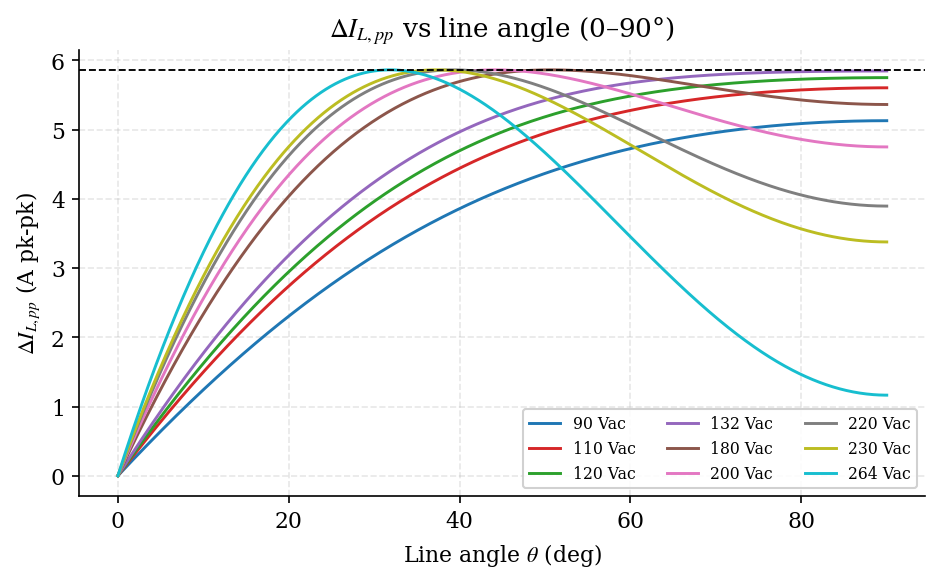 ΔI_{L,pp} vs line angle (0–90°)
ΔI_{L,pp} (A pk-pk)
6
5
4
3
2
1
0
90 Vac 132 Vac 220 Vac
110 Vac 180 Vac 230 Vac
120 Vac 200 Vac 264 Vac
0 20 40 60 80
Line angle θ (deg)